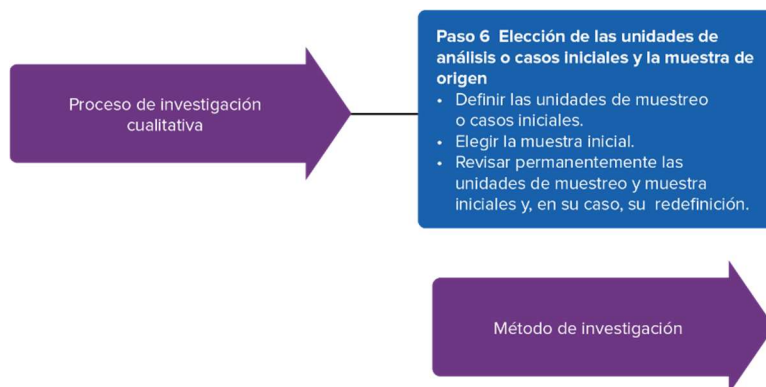 Proceso de investigación
cualitativa
Paso 6 Elección de las unidades de
análisis o casos iniciales y la muestra de
origen
• Definir las unidades de muestreo
o casos iniciales.
• Elegir la muestra inicial.
• Revisar permanentemente las
unidades de muestreo y muestra
iniciales y, en su caso, su redefinición.
Método de investigación